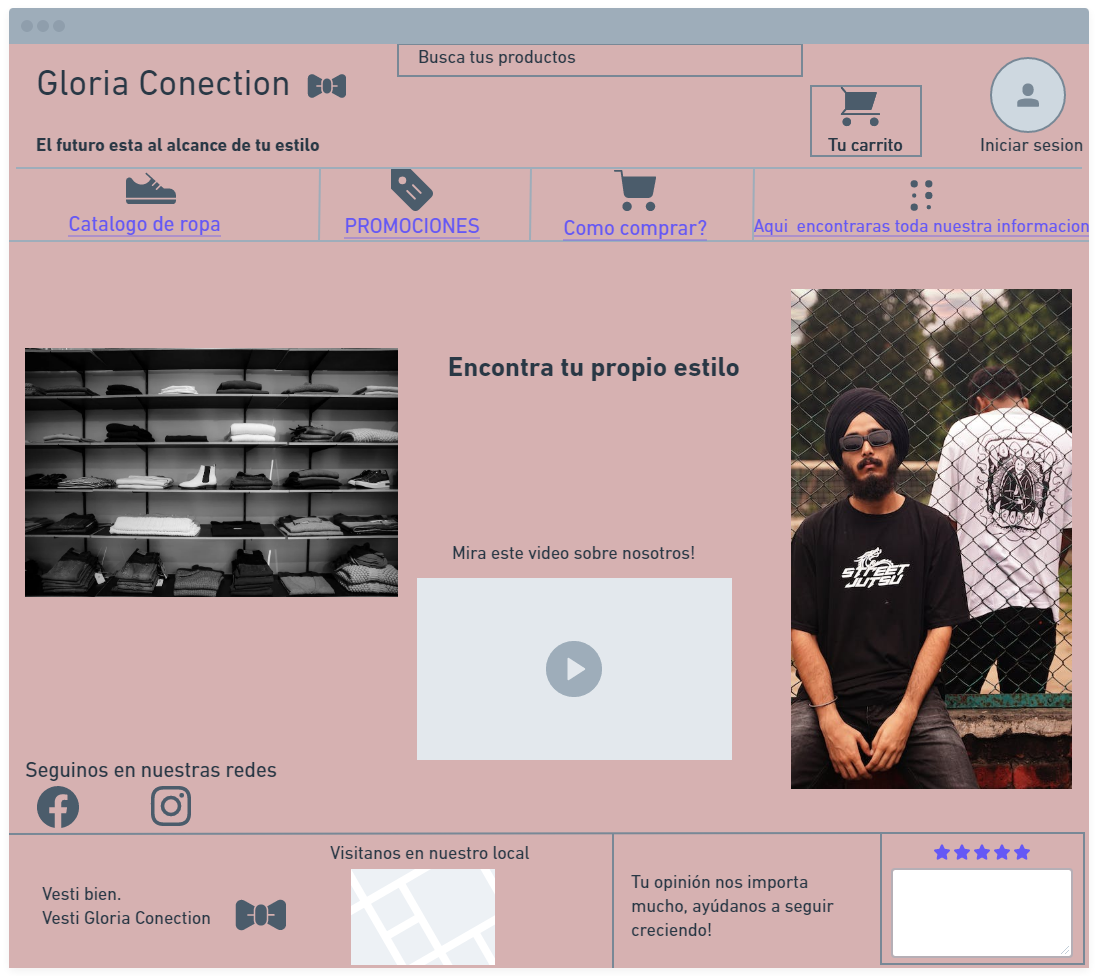 Busca tus productos
Gloria Conection
El futuro esta al alcance de tu estilo
Tu carrito
Iniciar sesion
Catalogo de ropa
PROMOCIONES
Como comprar?
Aqui encontraras toda nuestra informacion
Encontra tu propio estilo
STREET
JUTSU
Mira este video sobre nosotros!
Seguinos en nuestras redes
Visitanos en nuestro local
Vesti bien.
Vesti Gloria Conection
Tu opinión nos importa
mucho, ayúdanos a seguir
creciendo!